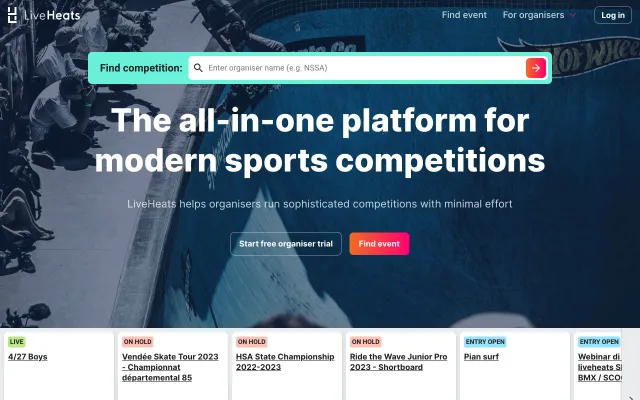 LiveHeats
Find event
For organisers
Log in
Find competition:
Enter organiser name (e.g. NSSA)
The all-in-one platform for
modern sports competitions
LiveHeats helps organisers run sophisticated competitions with minimal effort
Start free organiser trial
Find event
LIVE
4/27 Boys
ON HOLD
Vendée Skate Tour 2023
- Championnat
départemental 85
ON HOLD
HSA State Championship
2022-2023
ON HOLD
Ride the Wave Junior Pro
2023 - Shortboard
ENTRY OPEN
Pian surf
ENTRY OPEN
Webinar di
liveheats
BMX /